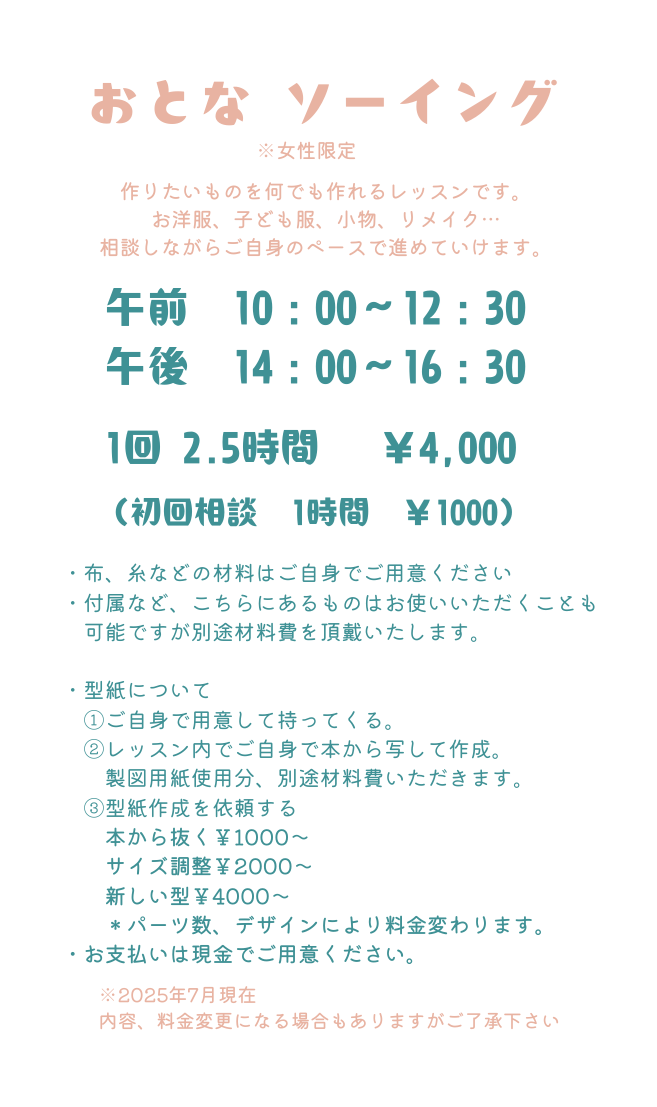 おとな ソーイング
※女性限定
作りたいものを何でも作れるレッスンです。
お洋服、子ども服、小物、リメイク…
相談しながらご自身のペースで進めていけます。
午前　10：00～12：30
午後　14：00～16：30
1回 2.5時間　￥4,000
（初回相談　1時間　￥1000）
・布、糸などの材料はご自身でご用意ください
・付属など、こちらにあるものはお使いいただくことも
可能ですが別途材料費を頂戴いたします。
・型紙について
①ご自身で用意して持ってくる。
②レッスン内でご自身で本から写して作成。
製図用紙使用分、別途材料費いただきます。
③型紙作成を依頼する
本から抜く￥1000～
サイズ調整￥2000～
新しい型￥4000～
＊パーツ数、デザインにより料金変わります。
・お支払いは現金でご用意ください。
※2025年7月現在
内容、料金変更になる場合もありますがご了承下さい